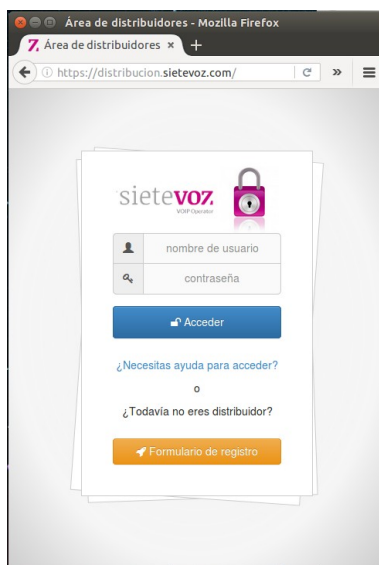 Área de distribuidores - Mozilla Firefox
Área de distribuidores × +
https://distribucion.sietevoz.com/
sietevoz
VOIP Operator
nombre de usuario
contraseña
Acceder
¿Necesitas ayuda para acceder?
o
¿Todavía no eres distribuidor?
Formulario de registro